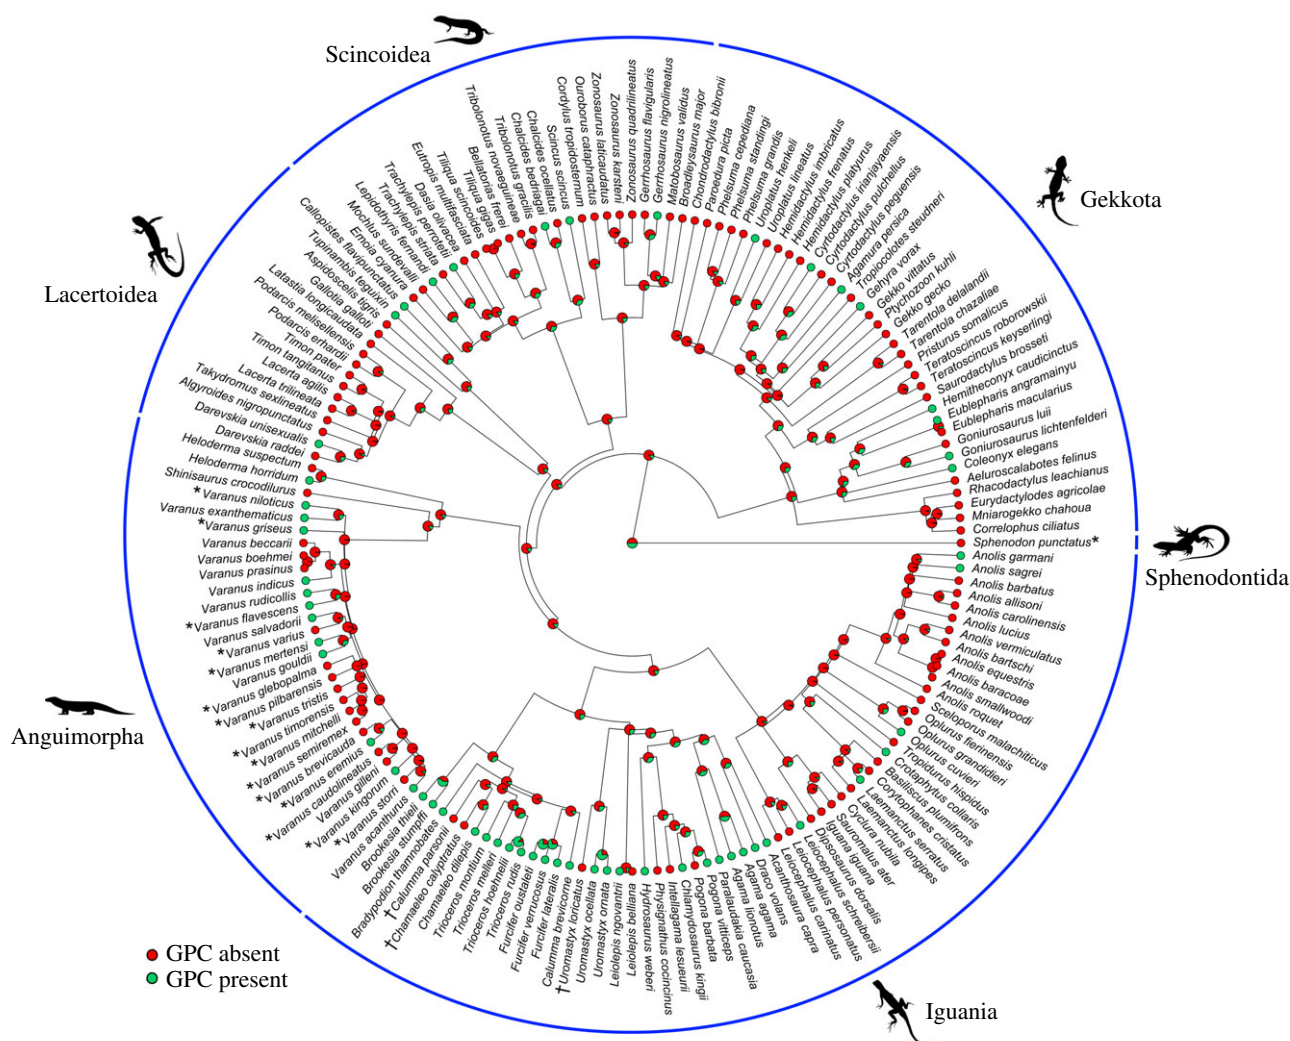 Scincoidea
Gekkota
Sphenodontida
Iguania
Anguimorpha
Lacertoidea
GPC absent
GPC present
Callopistes flavipunctatus
Tupinambis teguixin
Aspidoscelis tigris
Gallotia galloti
Latastia longicaudata
Podarcis melisellensis
Podarcis erhardii
Timon pater
Timon tangitanus
Lacerta agilis
Lacerta trilineata
Takydromus sexlineatus
Algyroides nigropunctatus
Darevskia unisexualis
Darevskia raddei
Heloderma suspectum
Heloderma horridum
Shinisaurus crocodilurus
*Varanus niloticus
Varanus exanthematicus
*Varanus griseus
Varanus beccarii
Varanus boehmei
Varanus prasinus
Varanus indicus
Varanus rudicollis
*Varanus flavescens
Varanus salvadorii
*Varanus varius
*Varanus mertensi
Varanus gouldii
*Varanus glebopalma
*Varanus pilbarensis
*Varanus tristis
*Varanus timorensis
*Varanus mitchelli
*Varanus semiremex
*Varanus brevicauda
*Varanus eremius
*Varanus caudolineatus
Varanus gilleni
*Varanus kingorum
*Varanus storri
Varanus acanthurus
Brookesia thieli
Brookesia stumpffi
Bradypodion thamnobates
†Calumma parsonii
†Chamaeleo calyptratus
Chamaeleo dilepis
Trioceros montium
Trioceros melleri
Trioceros hoehnelii
Trioceros rudis
Furcifer oustaleti
Furcifer verrucosus
Furcifer lateralis
Calumma brevicorne
†Uromastyx loricatus
Uromastyx ocellata
Uromastyx ornata
Leiolepis ngovantrii
Leiolepis belliana
Hydrosaurus weberi
Physignathus cocincinus
Intellagama lesueurii
Chlamydosaurus kingii
Pogona barbata
Pogona vitticeps
Paralaudakia caucasia
Agama lionotus
Agama agama
Draco volans
Acanthosaura capra
Leiocephalus carinatus
Leiocephalus personatus
Leiocephalus schreibersii
Dipsosaurus dorsalis
Sauromalus ater
Iguana iguana
Cyclura nubila
Laemanctus longipes
Laemanctus serratus
Corytophanes cristatus
Basiliscus plumifrons
Crotaphytus collaris
Tropidurus hispidus
Oplurus grandidieri
Oplurus cuvieri
Oplurus fierinensis
Sceloporus malachiticus
Anolis roquet
Anolis smallwoodi
Anolis baracoae
Anolis equestris
Anolis bartschi
Anolis vermiculatus
Anolis lucius
Anolis carolinensis
Anolis allisoni
Anolis barbatus
Anolis sagrei
Anolis garmani
Sphenodon punctatus*
Correlophus ciliatus
Mniarogekko chahoua
Eurydactylodes agricolae
Rhacodactylus leachianus
Aeluroscalabotes felinus
Coleonyx elegans
Goniurosaurus lichtenfelderi
Goniurosaurus luii
Eublepharis macularius
Eublepharis angramainyu
Hemitheconyx caudicinctus
Saurodactylus brosseti
Teratoscincus keyserlingi
Teratoscincus roborowskii
Pristurus somalicus
Tarentola chazaliae
Tarentola delalandii
Gekko gecko
Ptychozoon kuhli
Gekko vittatus
Gehyra vorax
Tropiocolotes steudneri
Agamura persica
Cyrtodactylus peguensis
Cyrtodactylus pulchellus
Cyrtodactylus irianjayaensis
Hemidactylus platyurus
Hemidactylus frenatus
Hemidactylus imbricatus
Uroplatus lineatus
Uroplatus henkeli
Phelsuma grandis
Phelsuma standingi
Phelsuma cepediana
Paroedura picta
Chondrodactylus bibronii
Broadleysaurus major
Matobosaurus validus
Gerrhosaurus nigrolineatus
Gerrhosaurus flavigularis
Zonosaurus quadrilineatus
Zonosaurus karsteni
Zonosaurus laticaudatus
Ouroborus cataphractus
Cordylus tropidosternum
Scincus scincus
Chalcides ocellatus
Chalcides bedriagai
Tribolonotus gracilis
Tribolonotus novaeguineae
Bellatorias frerei
Tiliqua gigas
Tiliqua scincoides
Eutropis multifasciata
Dasia olivacea
Trachylepis perrotetii
Trachylepis striata
Lepidothyris fernandi
Mochlus sundevalli
Emoia cyanura